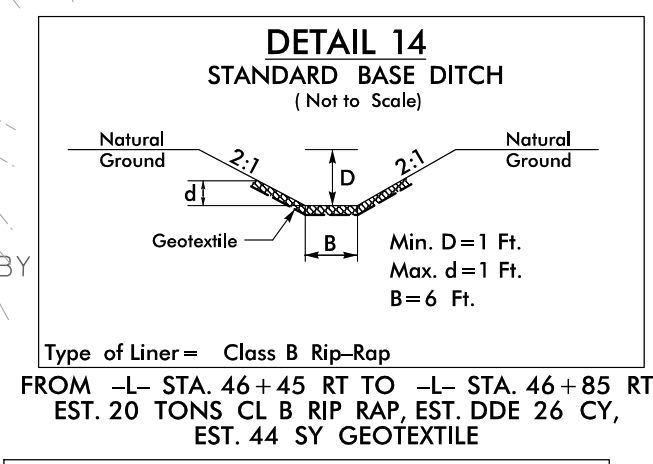 DETAIL 14
STANDARD BASE DITCH
( Not to Scale)
Natural
Ground
2:1
D
2:1
Natural
Ground
d
Geotextile
B
Min. D=1 Ft.
Max. d=1 Ft.
B=6 Ft.
BY
Type of Liner= Class B Rip-Rap
FROM -L- STA. 46+45 RT TO -L- STA. 46+85 RT
EST. 20 TONS CL B RIP RAP, EST. DDE 26 CY,
EST. 44 SY GEOTEXTILE